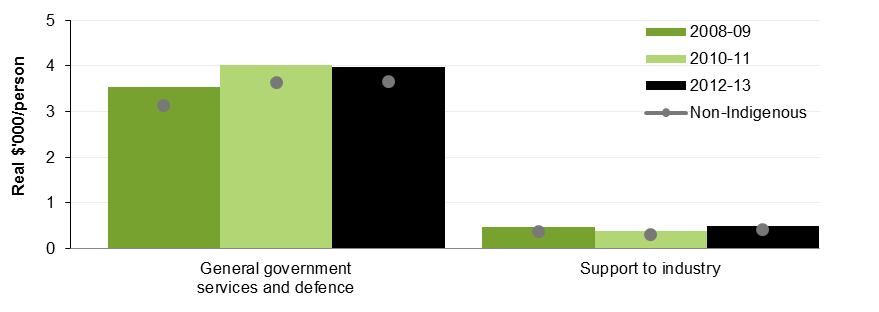 5
4
3
2
1
0
Real $'000/person
2008-09
2010-11
2012-13
Non-Indigenous
General government
services and defence
Support to industry